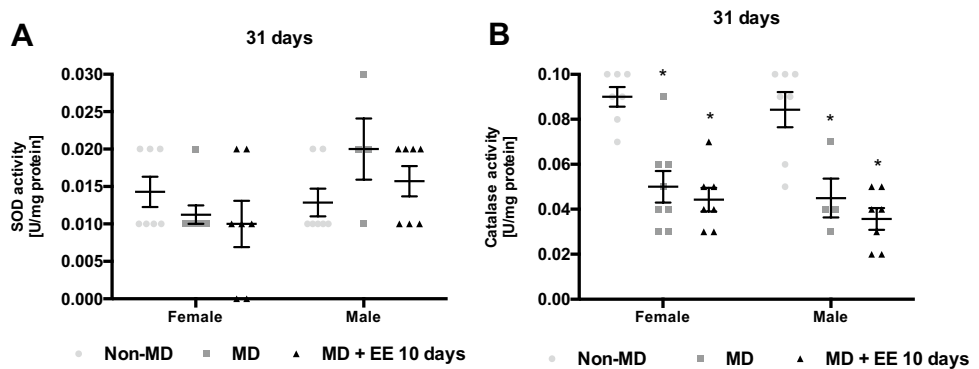 A
31 days
SOD activity
[U/mg protein]
0.030
0.025
0.020
0.015
0.010
0.005
0.000
Female
Male
Non-MD
MD
MD + EE 10 days
B
31 days
Catalase activity
[U/mg protein]
0.10
0.08
0.06
0.04
0.02
0.00
*
*
*
*
Female
Male
Non-MD
MD
MD + EE 10 days